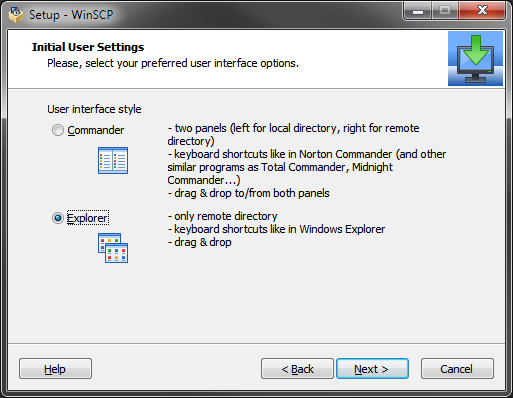 Setup - WinSCP
Initial User Settings
Please, select your preferred user interface options.
User interface style
Commander
- two panels (left for local directory, right for remote
directory)
- keyboard shortcuts like in Norton Commander (and other
similar programs as Total Commander, Midnight
Commander...)
- drag & drop to/from both panels
Explorer
- only remote directory
- keyboard shortcuts like in Windows Explorer
- drag & drop
Help
< Back
Next >
Cancel